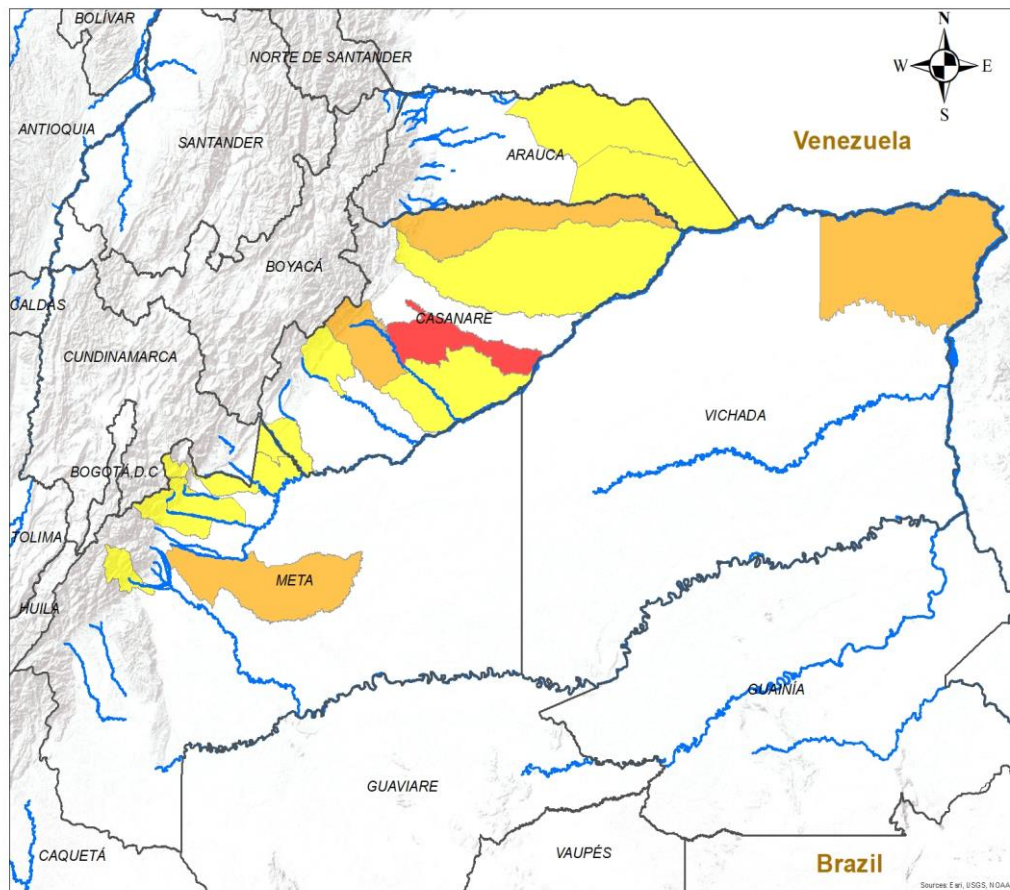 BOLÍVAR
NORTE DE SANTANDER
N
W
E
S
ANTIOQUIA
SANTANDER
ARAUCA
Venezuela
BOYACÁ
CALDAS
CASANARE
CUNDINAMARCA
VICHADA
BOGOTÁ D.C
TOLIMA
META
HUILA
GUAINÍA
GUAVIARE
CAQUETÁ
VAUPÉS
Brazil
Sources: Esri, USGS, NOAA